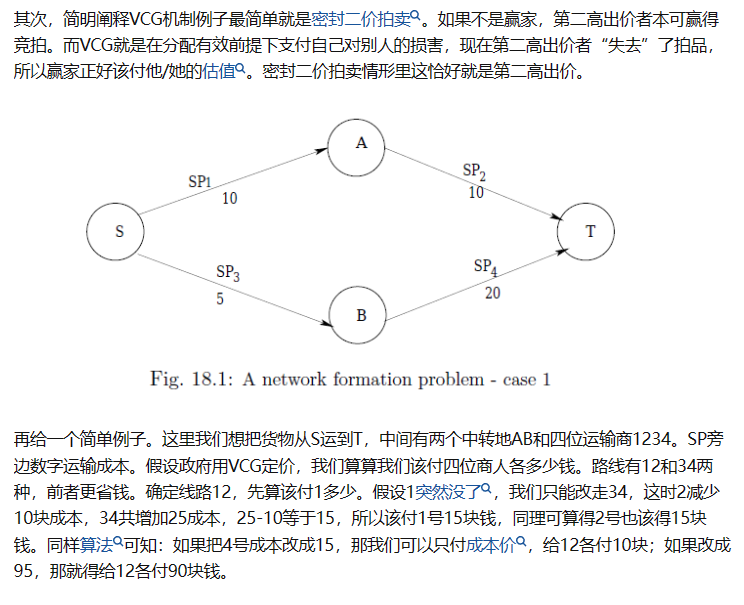 其次，简明阐释VCG机制例子最简单就是密封二价拍卖。如果不是赢家，第二高出价者本可赢得
竞拍。而VCG就是在分配有效前提下支付自己对别人的损害，现在第二高出价者“失去”了拍品，
所以赢家正好该付他/她的估值。密封二价拍卖情形里这恰好就是第二高出价。
A
SP1
10
SP2
10
S
T
SP3
5
SP4
20
B
Fig. 18.1: A network formation problem - case 1
再给一个简单例子。这里我们想把货物从S运到T，中间有两个中转地AB和四位运输商1234。SP旁
边数字运输成本。假设政府用VCG定价，我们算算我们该付四位商人各多少钱。路线有12和34两
种，前者更省钱。确定线路12，先算该付1多少。假设1突然没了，我们只能改走34，这时2减少
10块成本，34共增加25成本，25-10等于15，所以该付1号15块钱，同理可算得2号也该得15块
钱。同样算法可知：如果把4号成本改成15，那我们可以只付成本价，给12各付10块；如果改成
95，那就得给12各付90块钱。